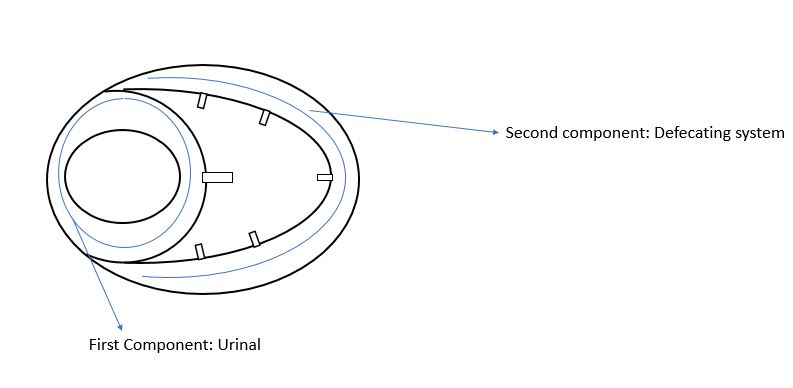 Second component: Defecating system
First Component: Urinal